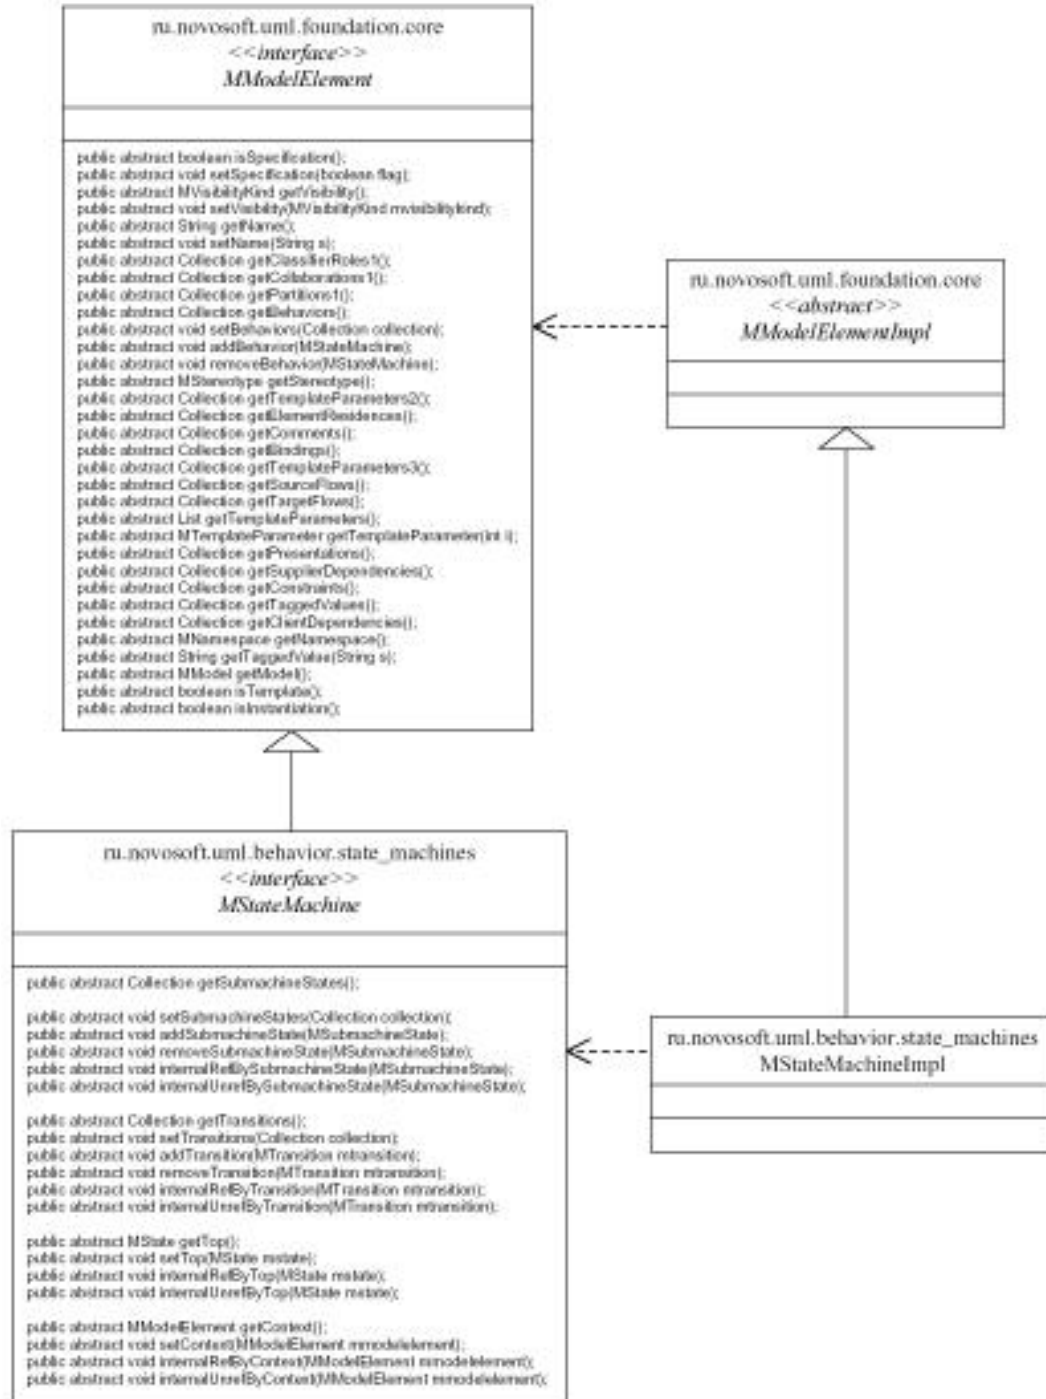 ru.novosoft.uml.foundation.core
<<interface>>
MModelElement
public abstract boolean isSpecification();
public abstract void setSpecification(boolean flag);
public abstract MVisibilityKind getVisibility();
public abstract void setVisibility(MVisibilityKind mvisibilitykind);
public abstract String getName();
public abstract void setName(String s);
public abstract Collection getClassifierRoles1();
public abstract Collection getCollaborations1();
public abstract Collection getPartitions1();
public abstract Collection getBehaviors();
public abstract void setBehaviors(Collection collection);
public abstract void addBehavior(MStateMachine);
public abstract void removeBehavior(MStateMachine);
public abstract MStereotype getStereotype();
public abstract Collection getTemplateParameters2();
public abstract Collection getElementResidences();
public abstract Collection getComments();
public abstract Collection getBindings();
public abstract Collection getTemplateParameters3();
public abstract Collection getSourceFlows();
public abstract Collection getTargetFlows();
public abstract List getTemplateParameters();
public abstract MTemplateParameter getTemplateParameter(int i);
public abstract Collection getPresentations();
public abstract Collection getSupplierDependencies();
public abstract Collection getConstraints();
public abstract Collection getTaggedValues();
public abstract Collection getClientDependencies();
public abstract MNamespace getNamespace();
public abstract String getTaggedValue(String s);
public abstract MModel getModel();
public abstract boolean isTemplate();
public abstract boolean isInstantiation();
ru.novosoft.uml.foundation.core
<<abstract>>
MModelElementImpl
ru.novosoft.uml.behavior.state_machines
<<interface>>
MStateMachine
public abstract Collection getSubmachineStates();
public abstract void setSubmachineStates(Collection collection);
public abstract void addSubmachineState(MSubmachineState);
public abstract void removeSubmachineState(MSubmachineState);
public abstract void internalRefBySubmachineState(MSubmachineState);
public abstract void internalUnrefBySubmachineState(MSubmachineState);
public abstract Collection getTransitions();
public abstract void setTransitions(Collection collection);
public abstract void addTransition(MTransition mtransition);
public abstract void removeTransition(MTransition mtransition);
public abstract void internalRefByTransition(MTransition mtransition);
public abstract void internalUnrefByTransition(MTransition mtransition);
public abstract MState getTop();
public abstract void setTop(MState mstate);
public abstract void internalRefByTop(MState mstate);
public abstract void internalUnrefByTop(MState mstate);
public abstract MModelElement getContext();
public abstract void setContext(MModelElement mmodelelement);
public abstract void internalRefByContext(MModelElement mmodelelement);
public abstract void internalUnrefByContext(MModelElement mmodelelement);
ru.novosoft.uml.behavior.state_machines
MStateMachineImpl